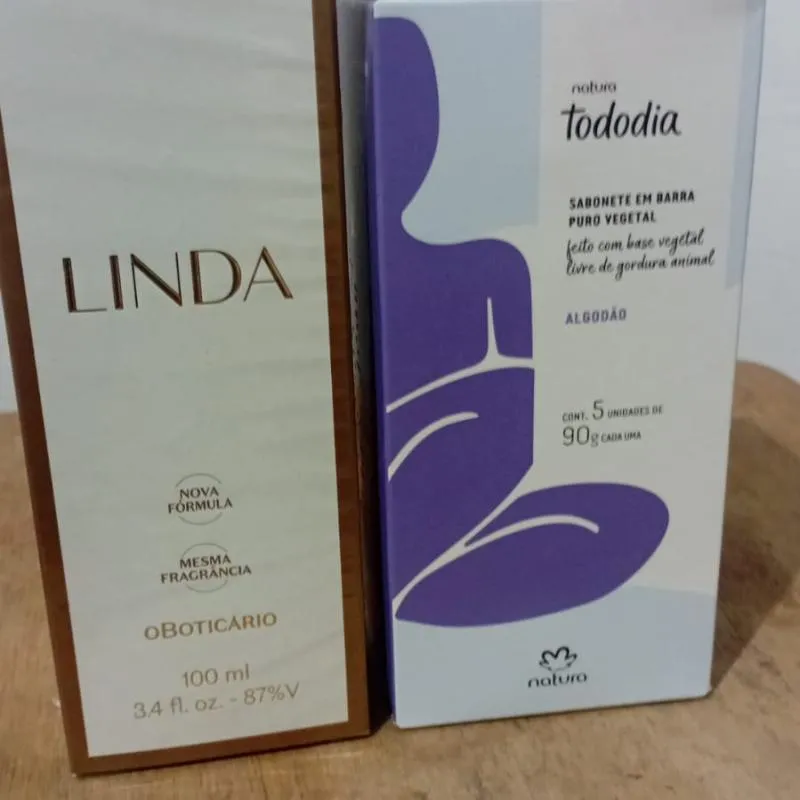 LINDA
NOVA
FÓRMULA
MESMA
FRAGRÂNCIA
oBOTICÁRIO
100 ml
3.4 fl. oz. - 87%V
natura
tododia
SABONETE EM BARRA
PURO VEGETAL
feito com base vegetal
livre de gordura animal
ALGODÃO
CONT. 5 UNIDADES DE
90g CADA UMA
natura